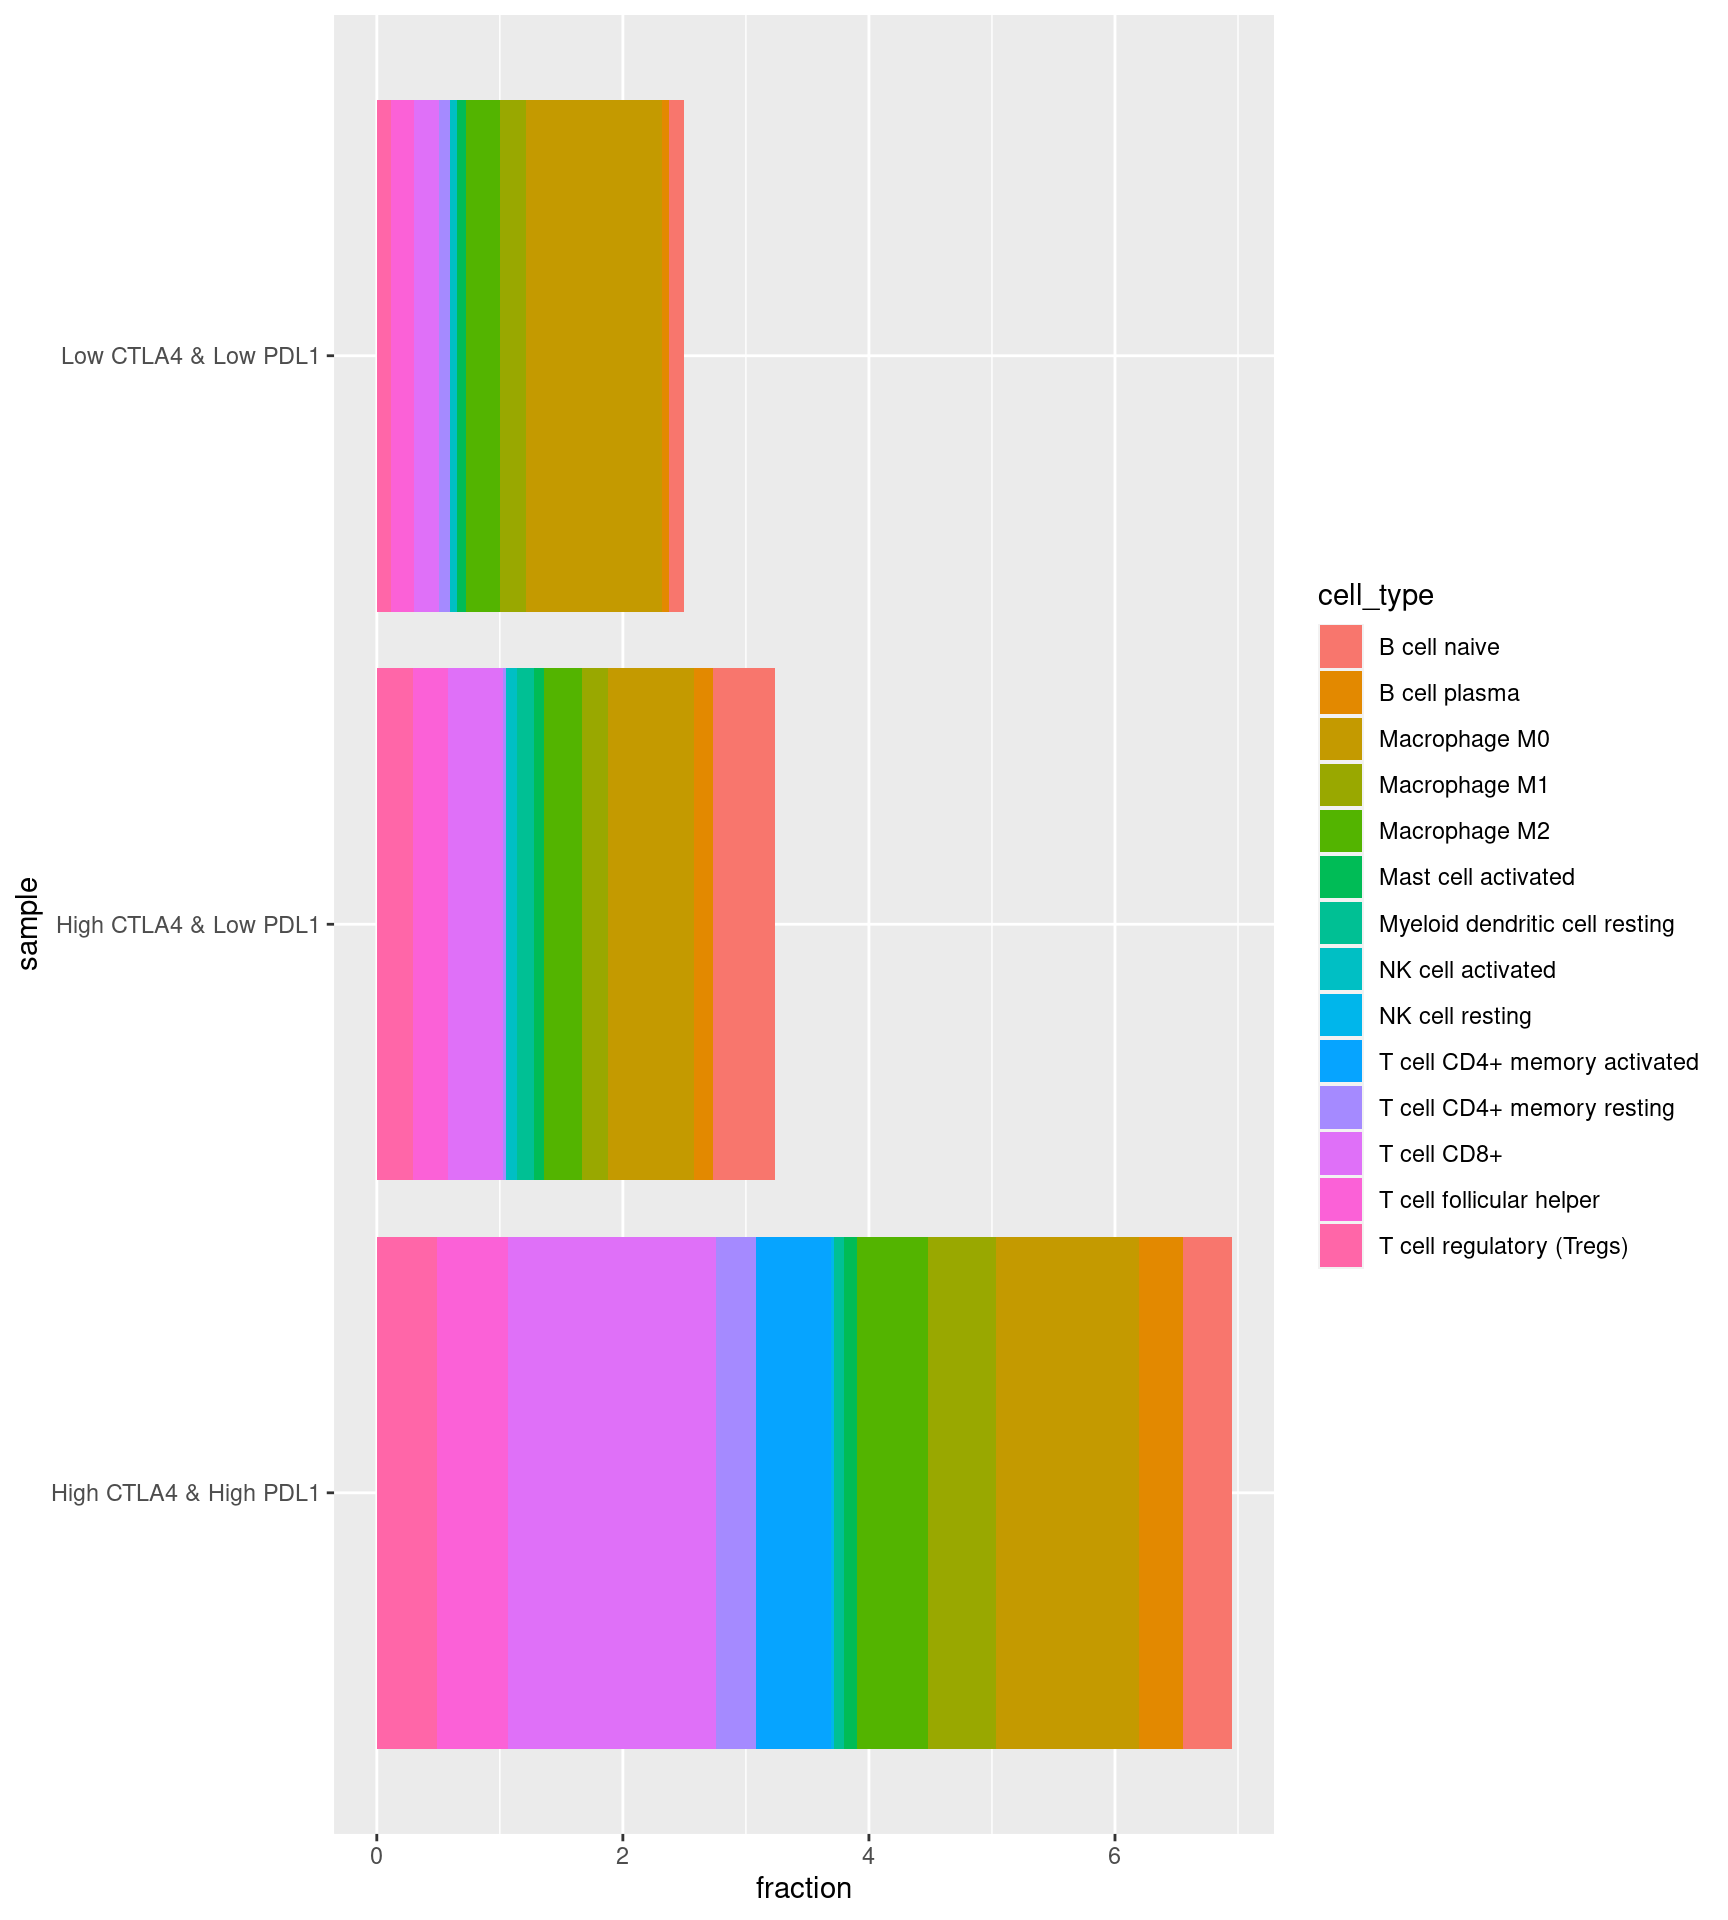 Low CTLA4 & Low PDL1
High CTLA4 & Low PDL1
High CTLA4 & High PDL1
sample
0 2 4 6
fraction
cell_type
B cell naive
B cell plasma
Macrophage M0
Macrophage M1
Macrophage M2
Mast cell activated
Myeloid dendritic cell resting
NK cell activated
NK cell resting
T cell CD4+ memory activated
T cell CD4+ memory resting
T cell CD8+
T cell follicular helper
T cell regulatory (Tregs)